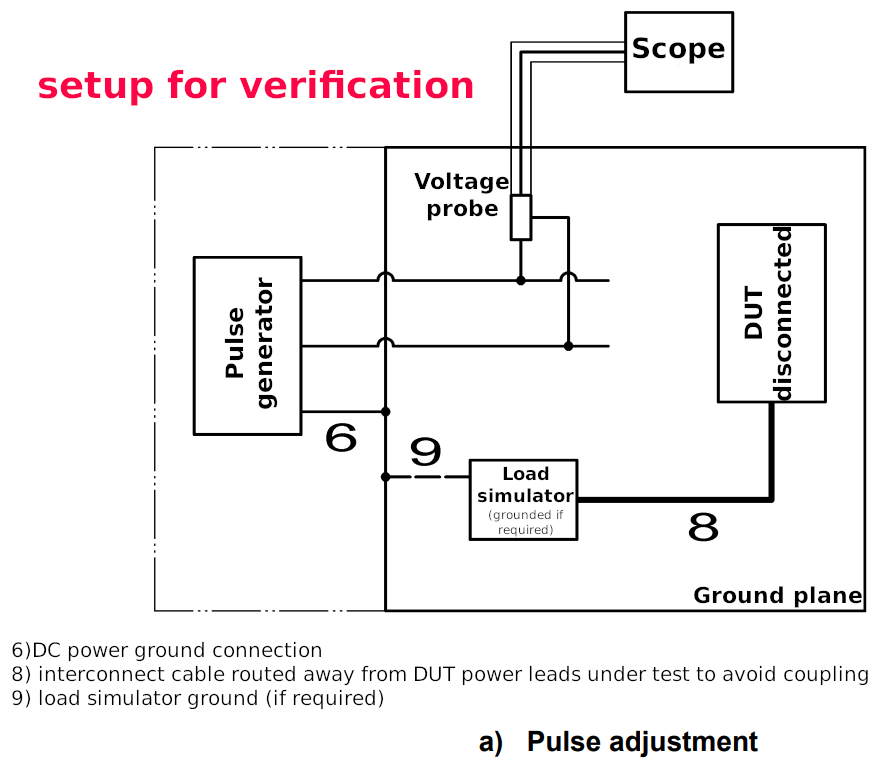 Scope
setup for verification
Voltage
probe
Pulse
generator
DUT
disconnected
6
9
Load
simulator
(grounded if
required)
8
Ground plane
6)DC power ground connection
8) interconnect cable routed away from DUT power leads under test to avoid coupling
9) load simulator ground (if required)
a) Pulse adjustment